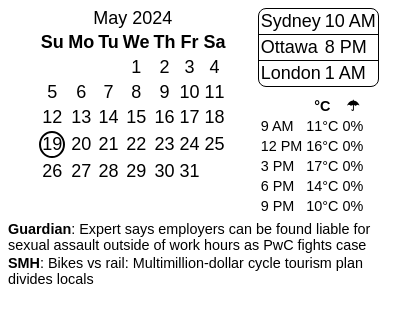 May 2024
Su Mo Tu We Th Fr Sa
1 2 3 4
5 6 7 8 9 10 11
12 13 14 15 16 17 18
19 20 21 22 23 24 25
26 27 28 29 30 31
Sydney 10 AM
Ottawa 8 PM
London 1 AM
°C ☂
9 AM 11°C 0%
12 PM 16°C 0%
3 PM 17°C 0%
6 PM 14°C 0%
9 PM 10°C 0%
Guardian: Expert says employers can be found liable for
sexual assault outside of work hours as PwC fights case
SMH: Bikes vs rail: Multimillion-dollar cycle tourism plan
divides locals